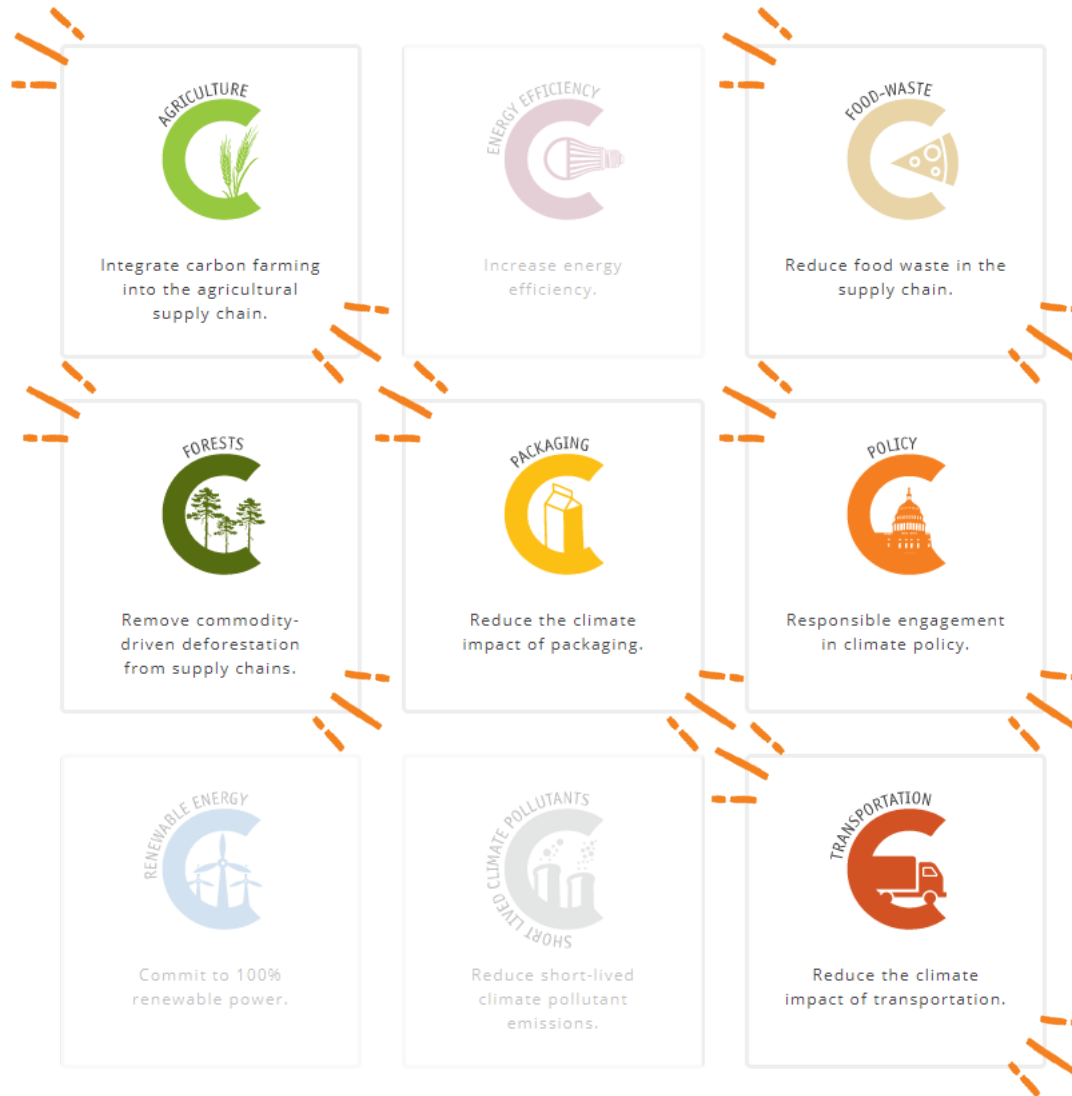 AGRICULTURE
Integrate carbon farming
into the agricultural
supply chain.
ENERGY EFFICIENCY
Increase energy
efficiency.
FOOD-WASTE
Reduce food waste in the
supply chain.
FORESTS
Remove commodity-
driven deforestation
from supply chains.
PACKAGING
Reduce the climate
impact of packaging.
POLICY
Responsible engagement
in climate policy.
RENEWABLE ENERGY
Commit to 100%
renewable power.
SHORT LIVED CLIMATE POLLUTANTS
Reduce short-lived
climate pollutant
emissions.
TRANSPORTATION
Reduce the climate
impact of transportation.